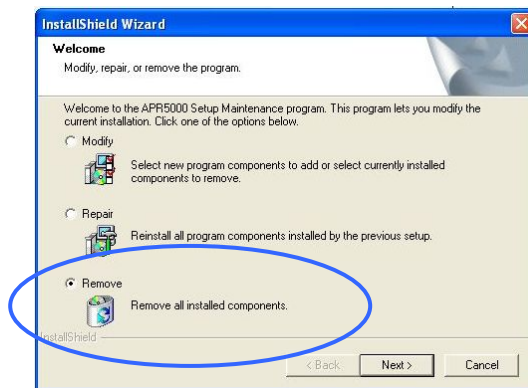 InstallShield Wizard
Welcome
Modify, repair, or remove the program.
Welcome to the APR5000 Setup Maintenance program. This program lets you modify the
current installation. Click one of the options below.
Modify
Select new program components to add or select currently installed
components to remove.
Repair
Reinstall all program components installed by the previous setup.
Remove
Remove all installed components.
InstallShield
< Back
Next >
Cancel